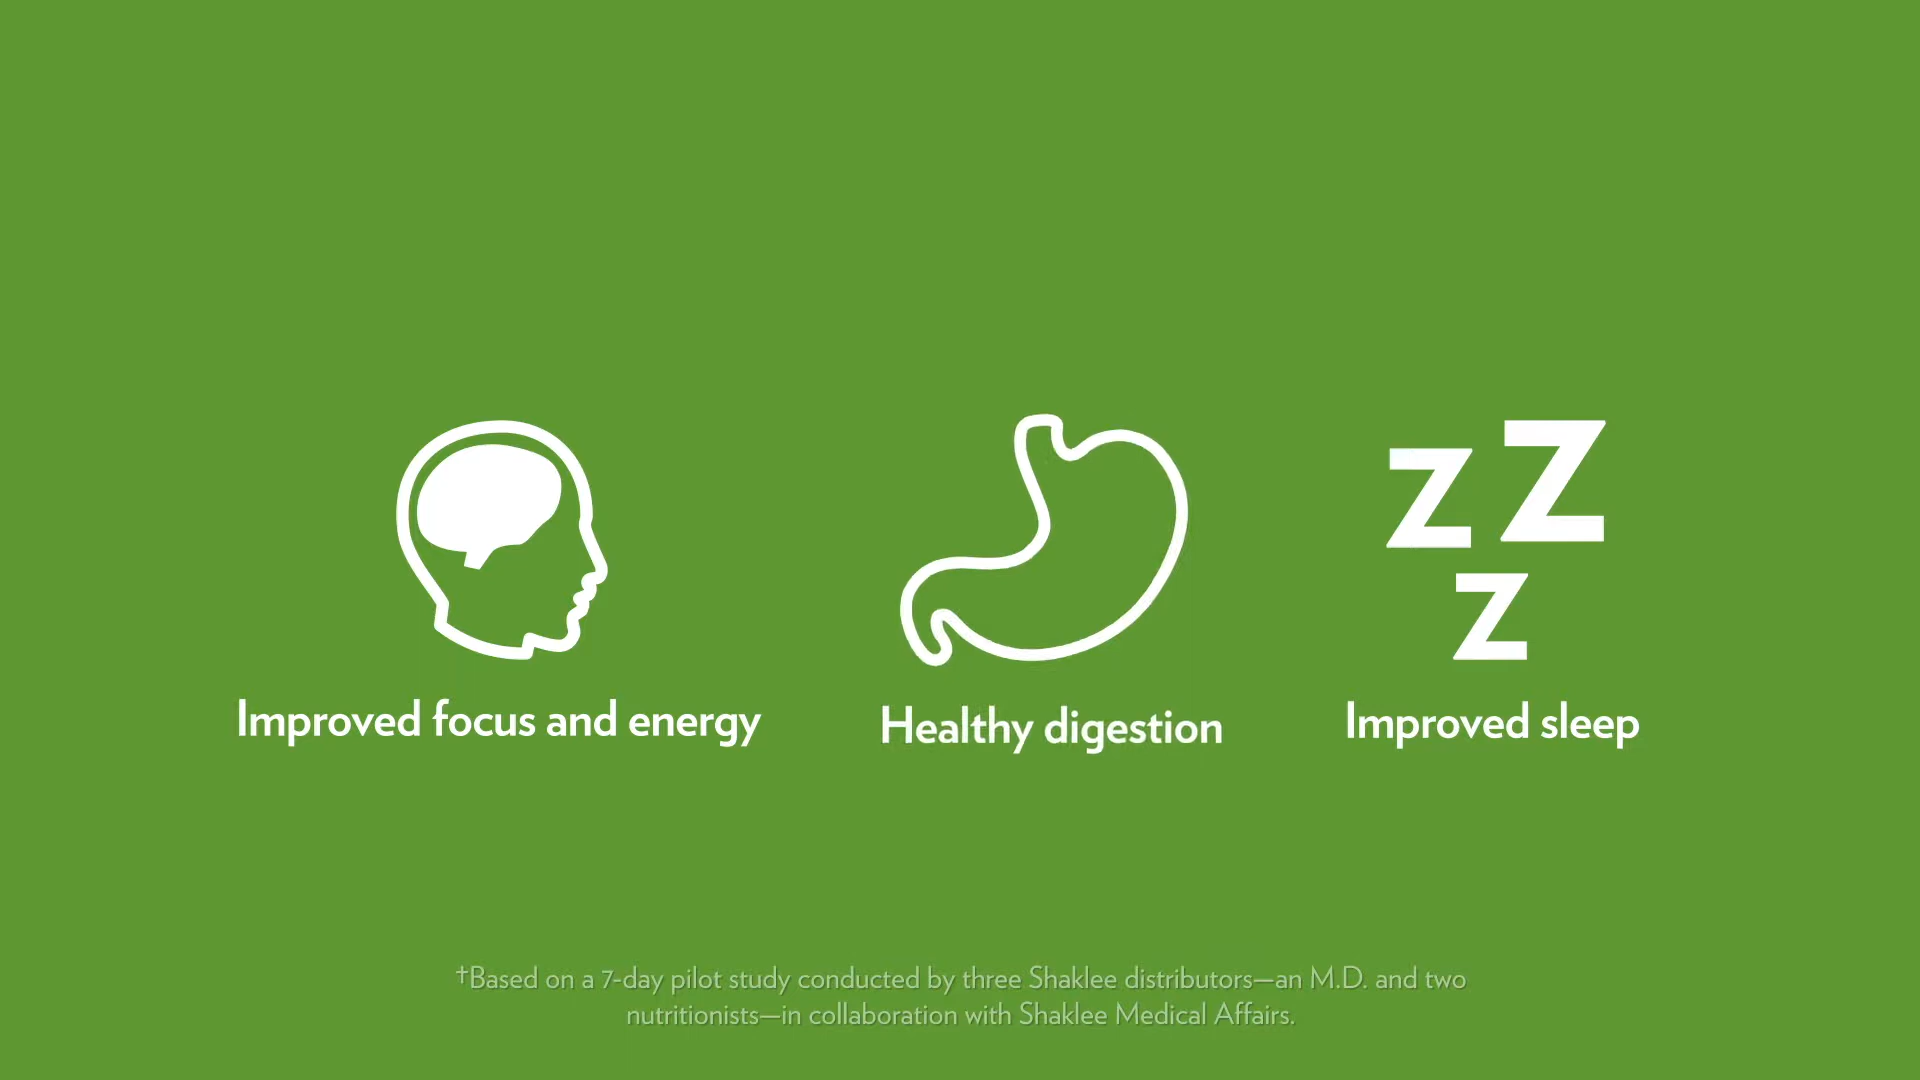 z Z
z
Improved focus and energy
Healthy digestion
Improved sleep
†Based on a 7-day pilot study conducted by three Shaklee distributors—an M.D. and two
nutritionists—in collaboration with Shaklee Medical Affairs.